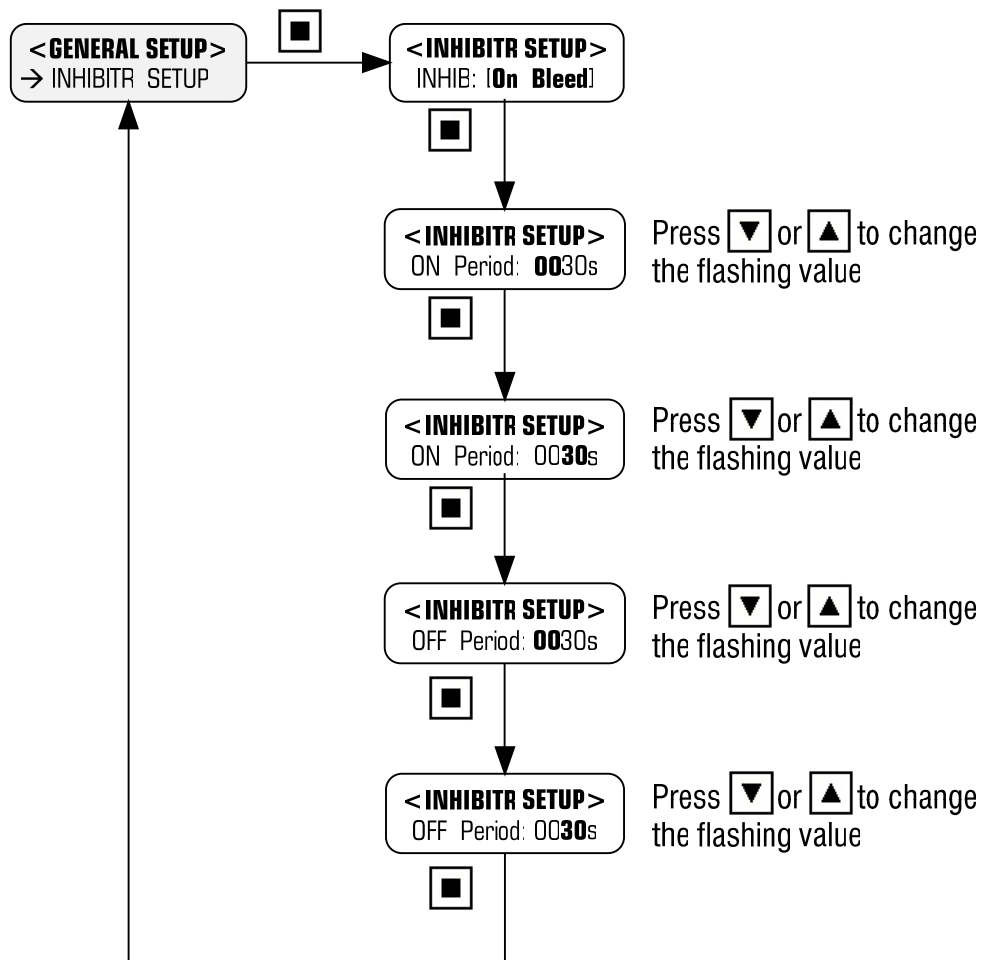 <GENERAL SETUP>
→ INHIBITR SETUP
<INHIBITR SETUP>
INHIB: [On Bleed]
<INHIBITR SETUP>
ON Period: 0030s
Press ▼ or ▲ to change
the flashing value
<INHIBITR SETUP>
ON Period: 0030s
Press ▼ or ▲ to change
the flashing value
<INHIBITR SETUP>
OFF Period: 0030s
Press ▼ or ▲ to change
the flashing value
<INHIBITR SETUP>
OFF Period: 0030s
Press ▼ or ▲ to change
the flashing value